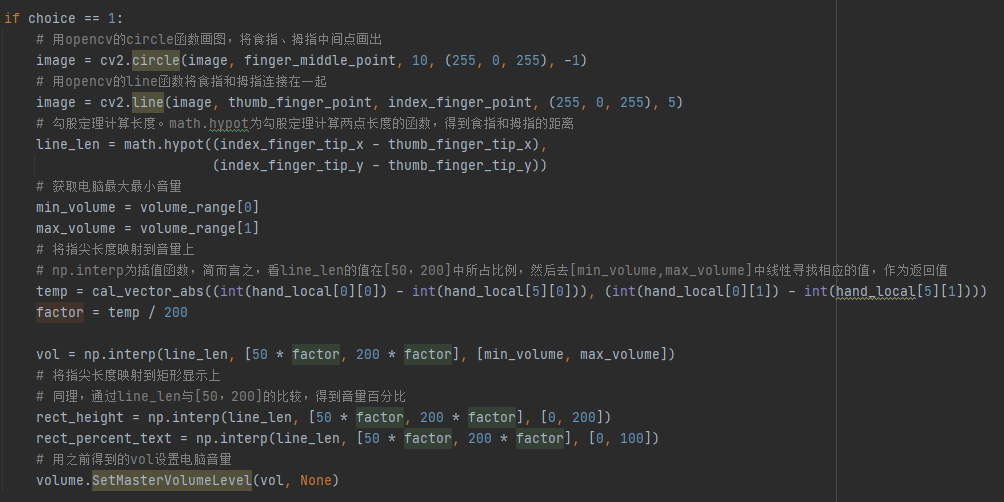 if choice == 1:
# 用opencv的circle函数画图，将食指、拇指中间点画出
image = cv2.circle(image, finger_middle_point, 10, (255, 0, 255), -1)
# 用opencv的line函数将食指和拇指连接在一起
image = cv2.line(image, thumb_finger_point, index_finger_point, (255, 0, 255), 5)
# 勾股定理计算长度。math.hypot为勾股定理计算两点长度的函数，得到食指和拇指的距离
line_len = math.hypot((index_finger_tip_x - thumb_finger_tip_x),
(index_finger_tip_y - thumb_finger_tip_y))
# 获取电脑最大最小音量
min_volume = volume_range[0]
max_volume = volume_range[1]
# 将指尖长度映射到音量上
# np.interp为插值函数，简而言之，看line_len的值在[50，200]中所占比例，然后去[min_volume,max_volume]中线性寻找相应的值，作为返回值
temp = cal_vector_abs((int(hand_local[0][0]) - int(hand_local[5][0])), (int(hand_local[0][1]) - int(hand_local[5][1])))
factor = temp / 200
vol = np.interp(line_len, [50 * factor, 200 * factor], [min_volume, max_volume])
# 将指尖长度映射到矩形显示上
# 同理，通过line_len与[50，200]的比较，得到音量百分比
rect_height = np.interp(line_len, [50 * factor, 200 * factor], [0, 200])
rect_percent_text = np.interp(line_len, [50 * factor, 200 * factor], [0, 100])
# 用之前得到的vol设置电脑音量
volume.SetMasterVolumeLevel(vol, None)